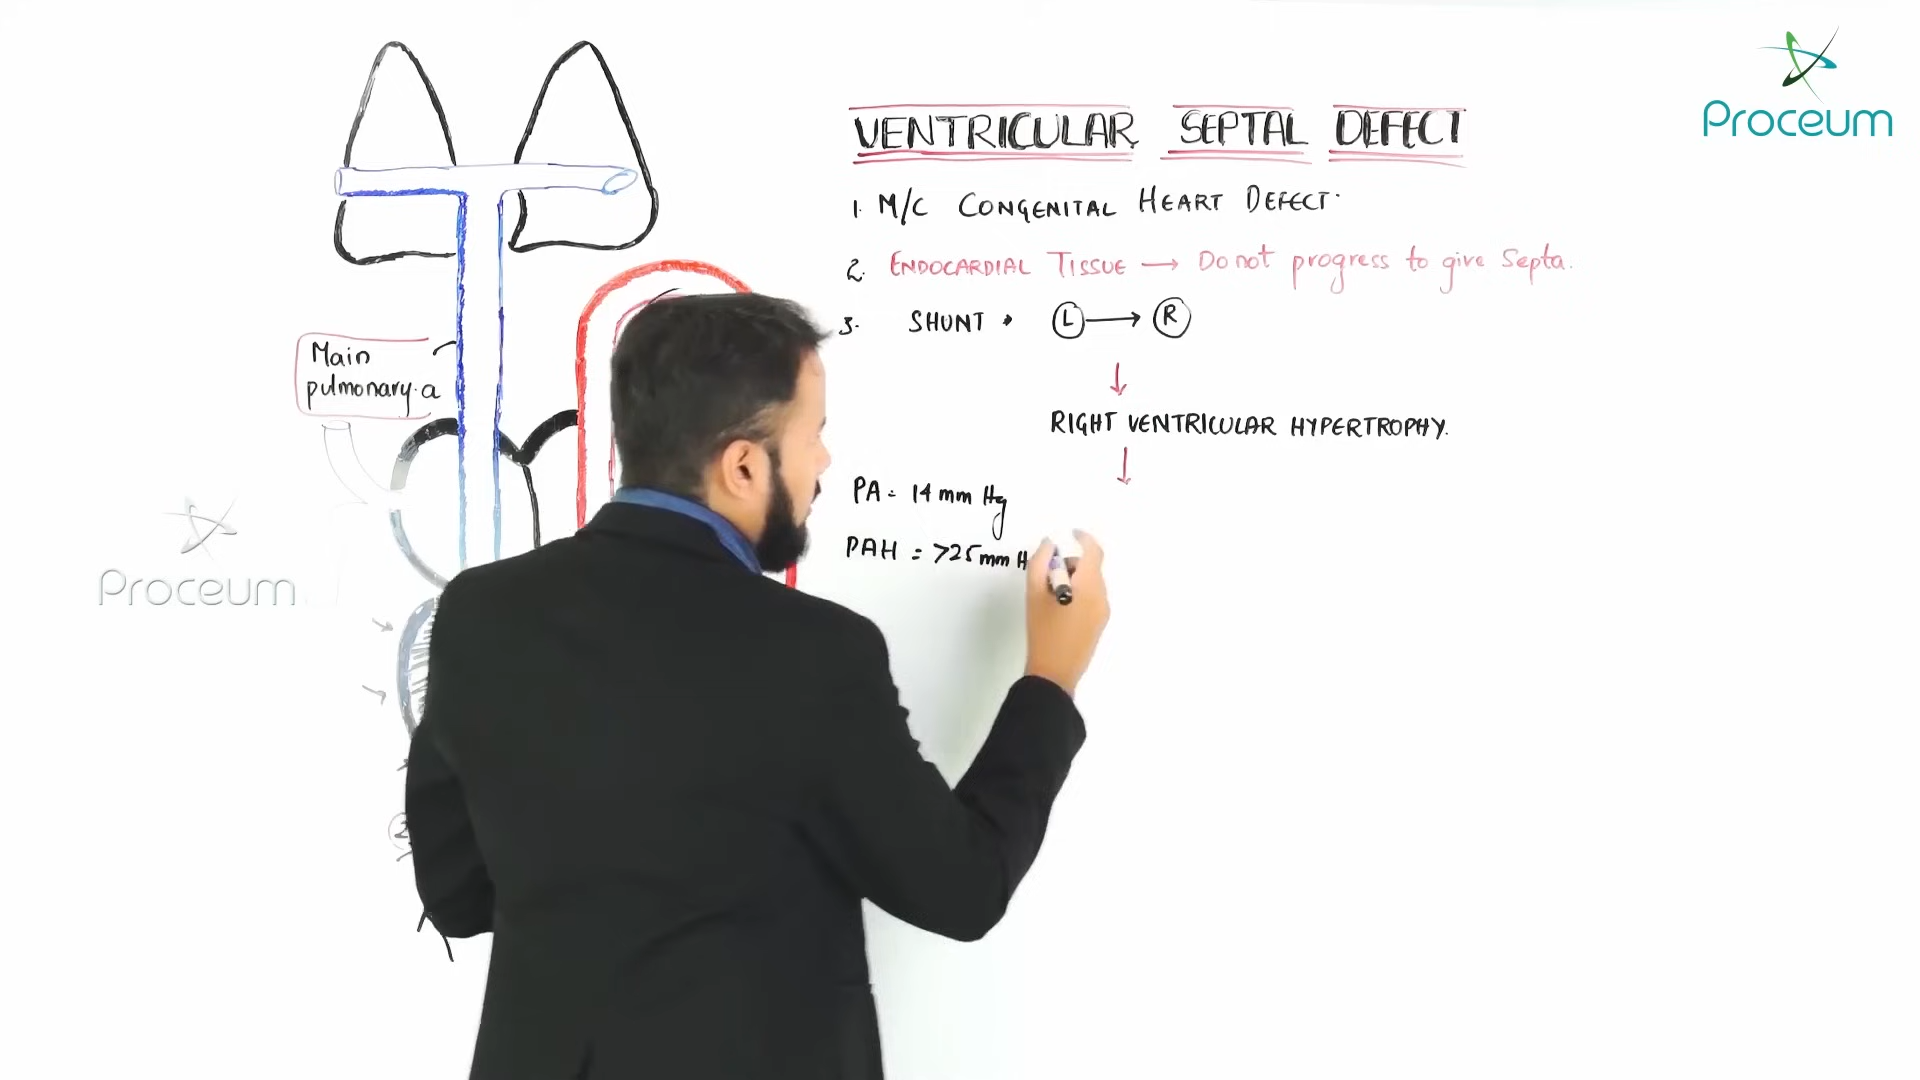 Proceum
VENTRICULAR SEPTAL DEFECT
1. M/C CONGENITAL HEART DEFECT.
2. ENDOCARDIAL TISSUE → Do not progress to give Septa.
3. SHUNT • L → R
↓
RIGHT VENTRICULAR HYPERTROPHY.
↓
PA = 14 mm Hg
PAH = >25 mm H
Main
pulmonary.a
Proceum
2